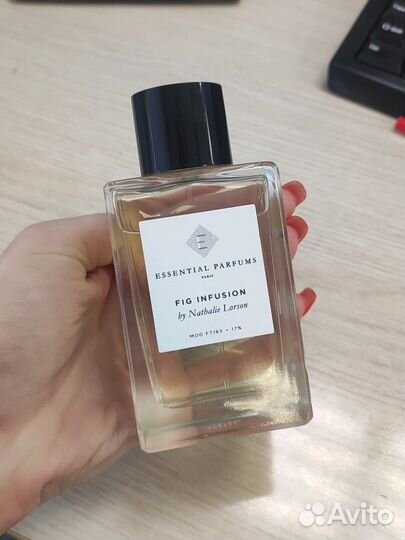 E
ESSENTIAL PARFUMS
PARIS
FIG INFUSION
by Nathalie Lorson
MOD FT183 • 17%
Avito